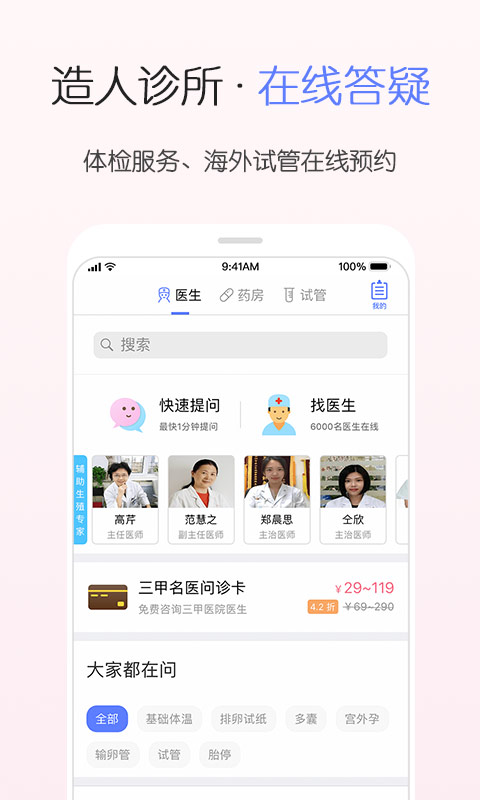 造人诊所·在线答疑
体检服务、海外试管在线预约
9:41AM
100%
医生
药房
试管
我的
搜索
快速提问
最快1分钟提问
找医生
6000名医生在线
辅助生殖专家
高芹
主任医师
范慧之
副主任医师
郑晨思
主治医师
仝欣
主治医师
三甲名医问诊卡
¥29~119
免费咨询三甲医院医生
4.2 折
¥69~290
大家都在问
全部
基础体温
排卵试纸
多囊
宫外孕
输卵管
试管
胎停